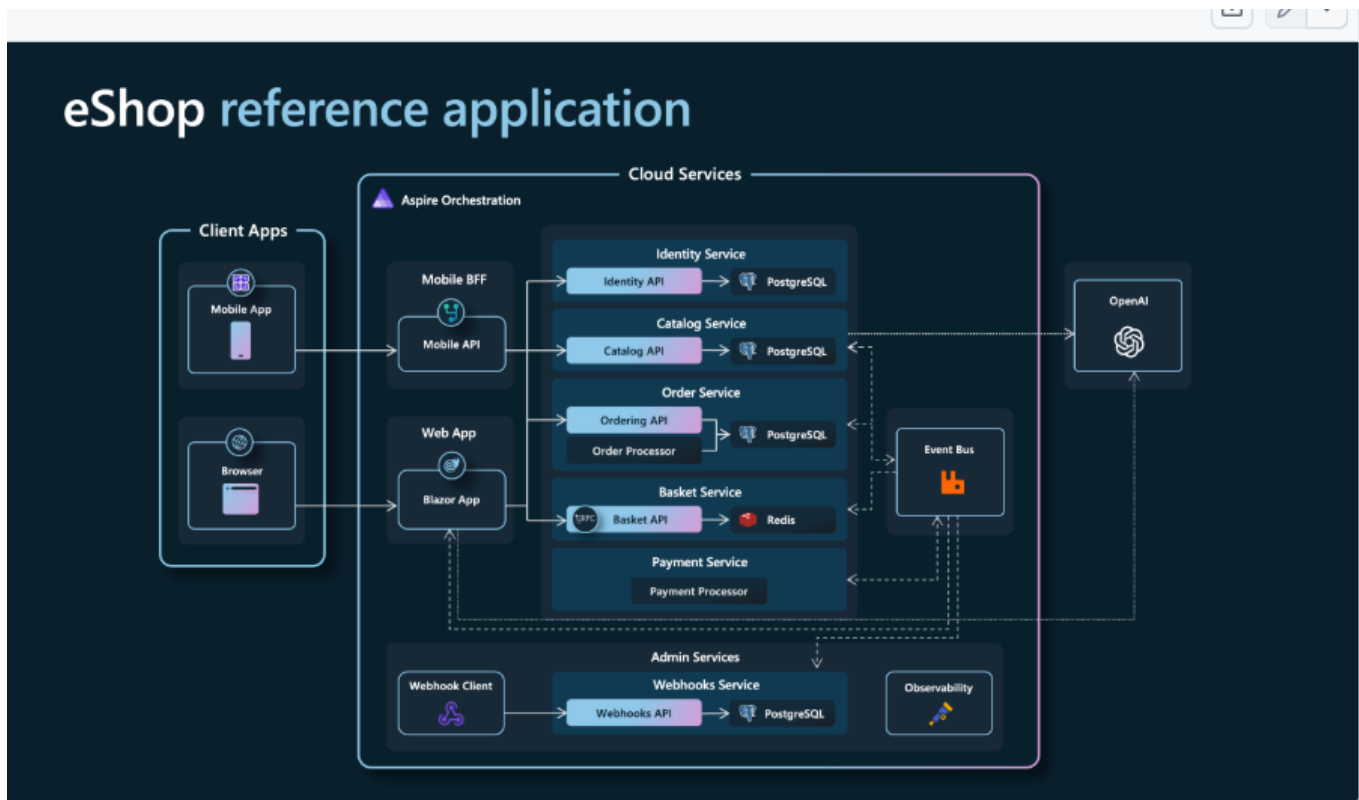 eShop reference application
Cloud Services
Aspire Orchestration
Client Apps
Mobile App
Browser
Mobile BFF
Mobile API
Web App
Blazor App
Identity Service
Identity API
PostgreSQL
Catalog Service
Catalog API
PostgreSQL
Order Service
Ordering API
Order Processor
PostgreSQL
Basket Service
gRPC
Basket API
Redis
Payment Service
Payment Processor
OpenAI
Event Bus
Admin Services
Webhook Client
Webhooks Service
Webhooks API
PostgreSQL
Observability